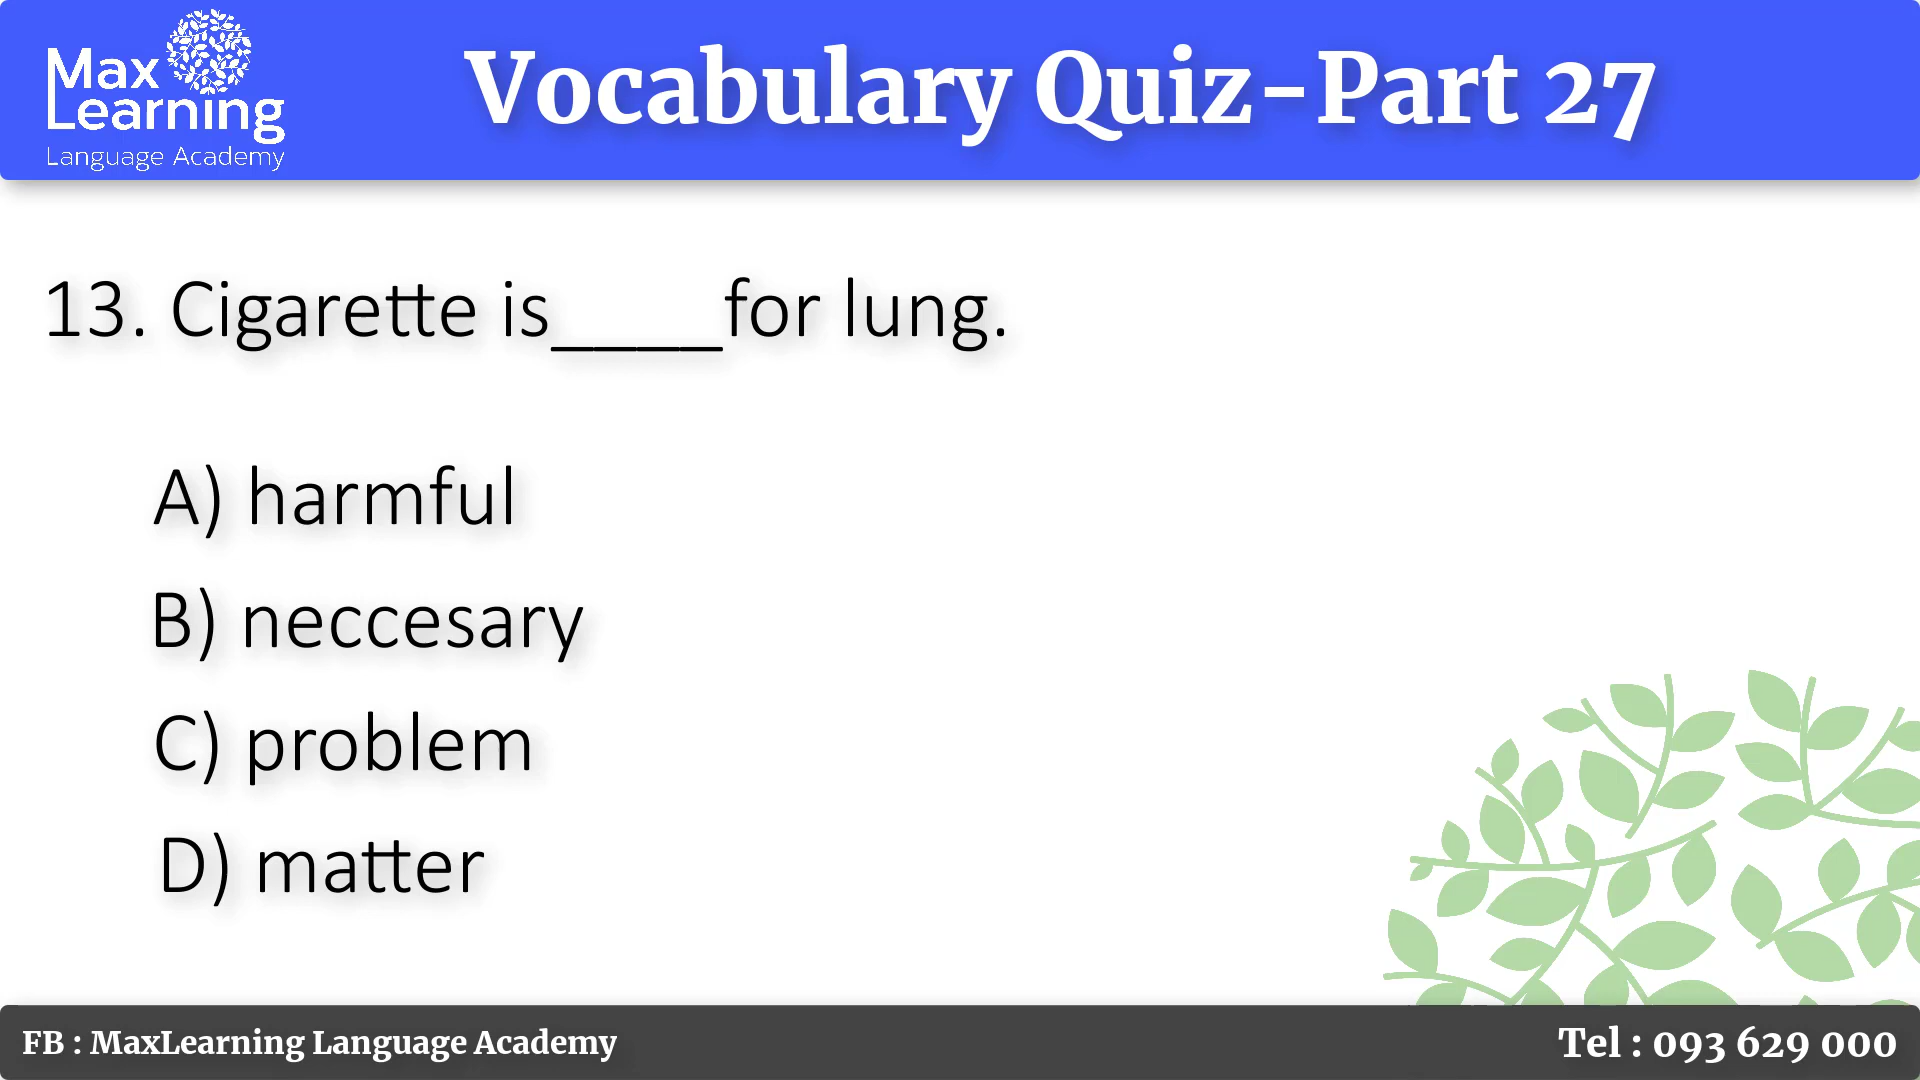 Max
Learning
Language Academy
Vocabulary Quiz-Part 27
13. Cigarette is____for lung.
A) harmful
B) neccesary
C) problem
D) matter
FB : MaxLearning Language Academy
Tel : 093 629 000